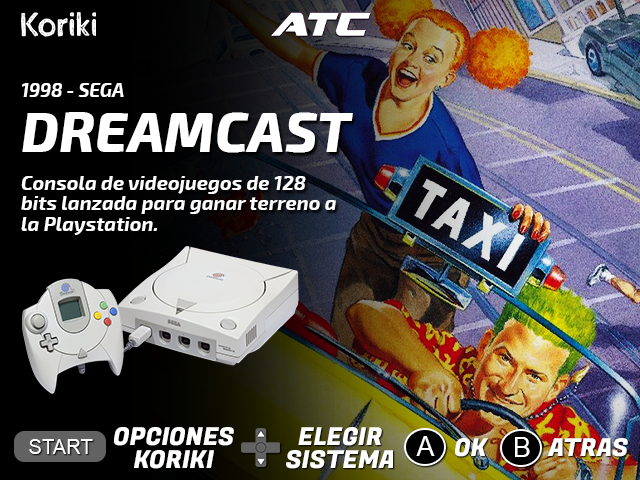 Koriki
ATC
1998 - SEGA
DREAMCAST
Consola de videojuegos de 128
bits lanzada para ganar terreno a
la Playstation.
TAXI
SEGA
START
OPCIONES
KORIKI
ELEGIR
SISTEMA
A
OK
B
ATRAS